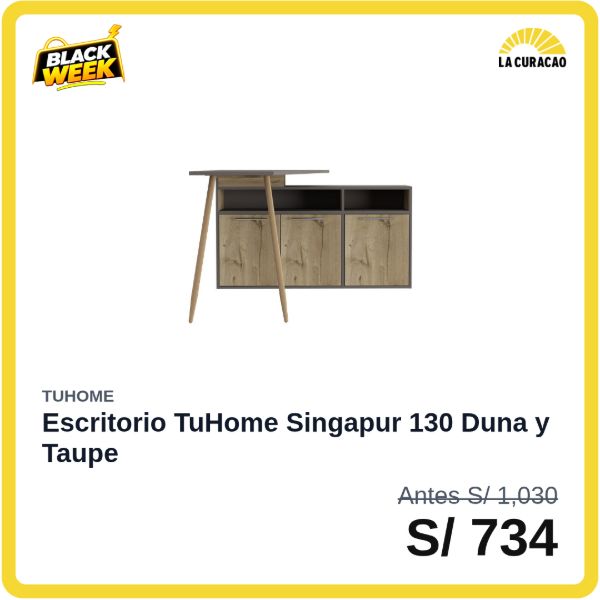 BLACK
WEEK
LA CURACAO
TUHOME
Escritorio TuHome Singapur 130 Duna y
Taupe
Antes S/ 1,030
S/ 734